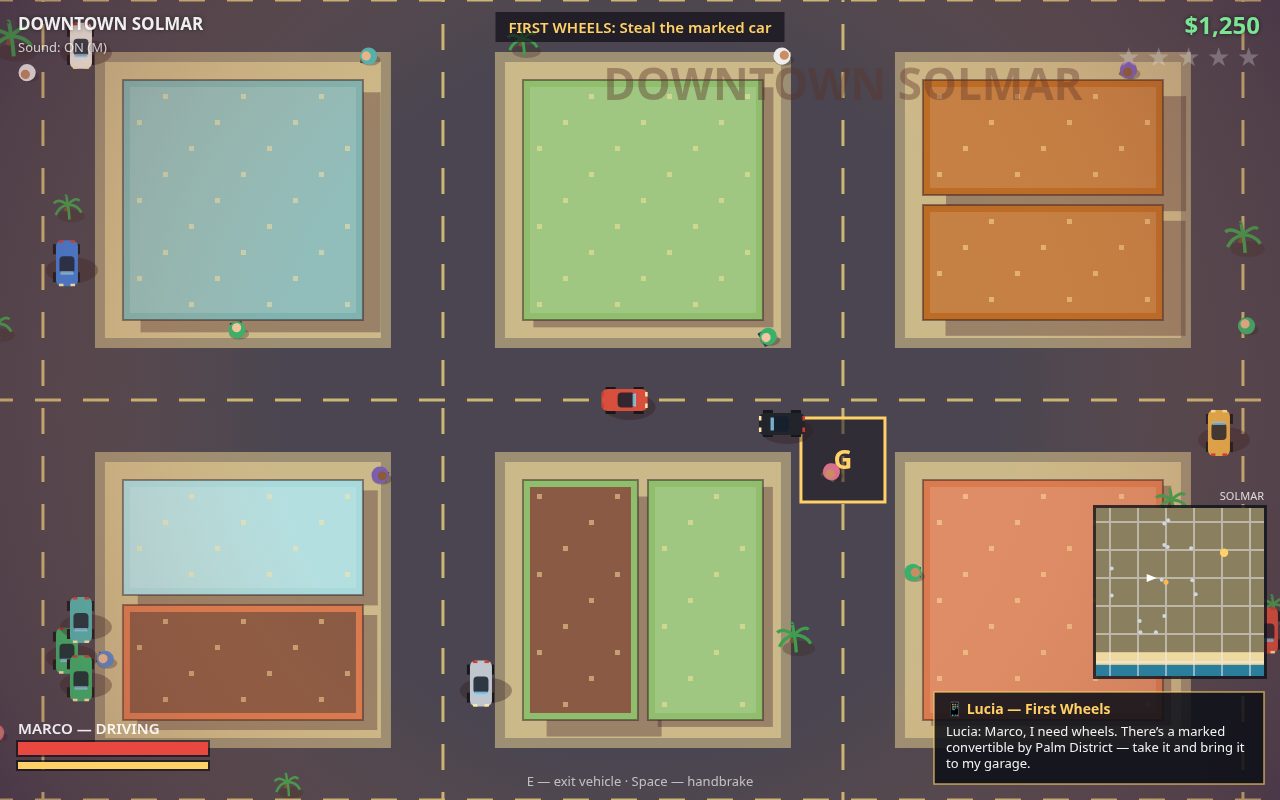 DOWNTOWN SOLMAR
Sound: ON (M)
FIRST WHEELS: Steal the marked car
$1,250
DOWNTOWN SOLMAR
G
SOLMAR
MARCO — DRIVING
E — exit vehicle · Space — handbrake
Lucia — First Wheels
Lucia: Marco, I need wheels. There’s a marked
convertible by Palm District — take it and bring it
to my garage.